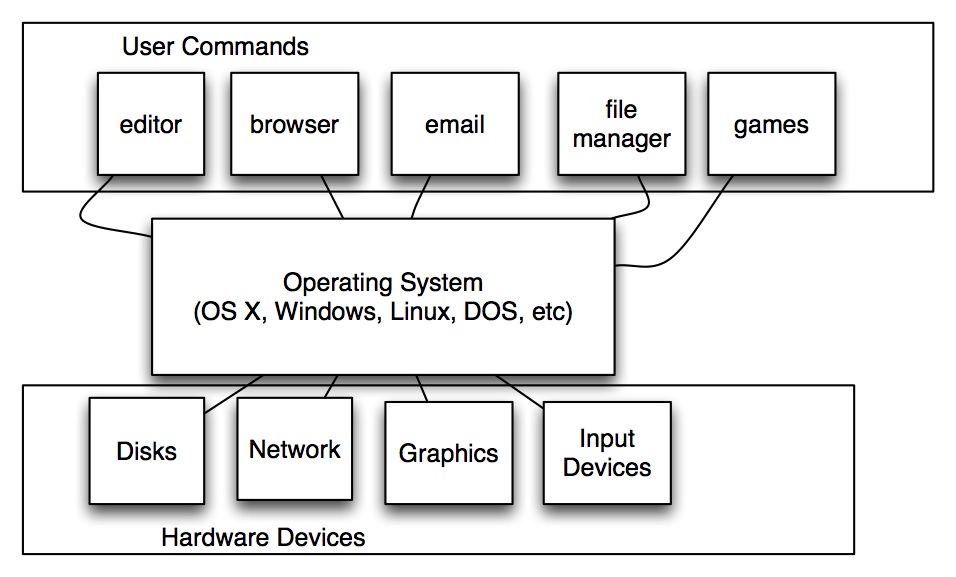 User Commands
editor
browser
email
file
manager
games
Operating System
(OS X, Windows, Linux, DOS, etc)
Disks
Network
Graphics
Input
Devices
Hardware Devices